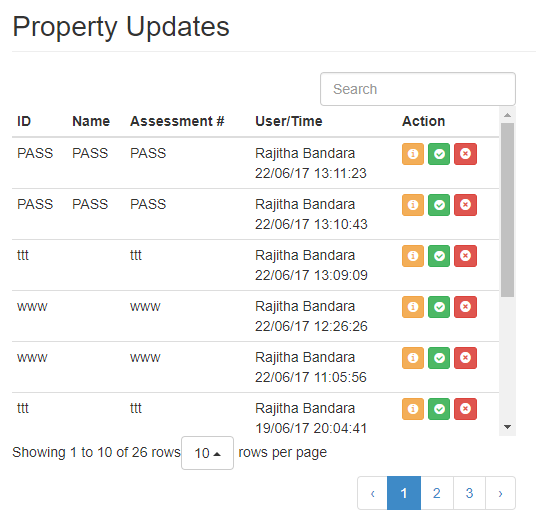 Property Updates
Search
ID Name Assessment # User/Time Action
PASS PASS PASS Rajitha Bandara
22/06/17 13:11:23
PASS PASS PASS Rajitha Bandara
22/06/17 13:10:43
ttt ttt Rajitha Bandara
22/06/17 13:09:09
www www Rajitha Bandara
22/06/17 12:26:26
www www Rajitha Bandara
22/06/17 11:05:56
ttt ttt Rajitha Bandara
19/06/17 20:04:41
Showing 1 to 10 of 26 rows 10 rows per page
‹ 1 2 3 ›